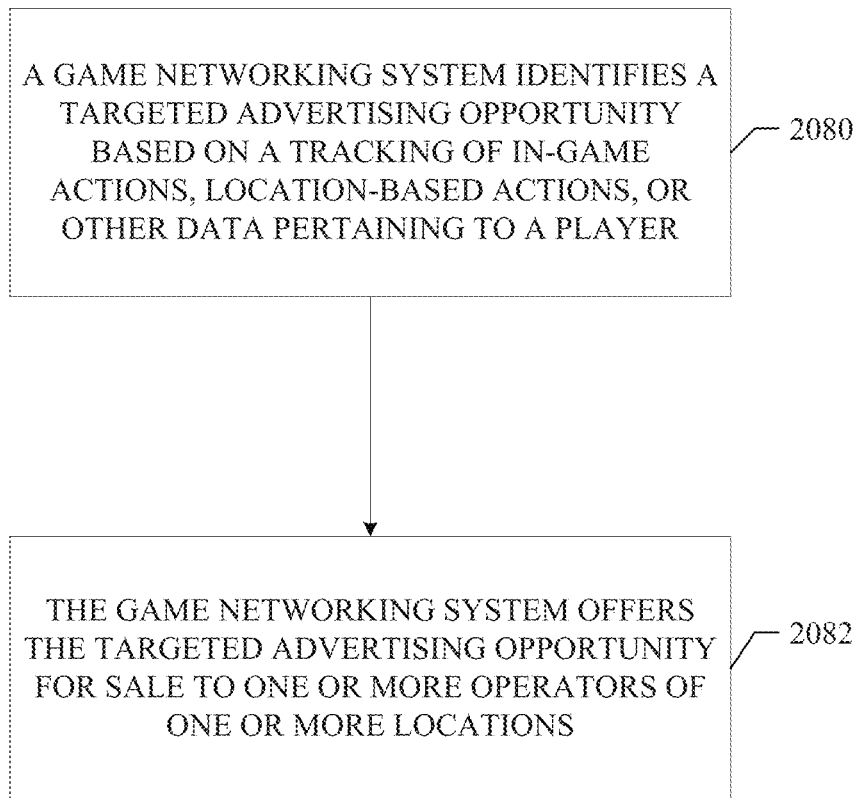 A GAME NETWORKING SYSTEM IDENTIFIES A
TARGETED ADVERTISING OPPORTUNITY
BASED ON A TRACKING OF IN-GAME
ACTIONS, LOCATION-BASED ACTIONS, OR
OTHER DATA PERTAINING TO A PLAYER
2080
THE GAME NETWORKING SYSTEM OFFERS
THE TARGETED ADVERTISING OPPORTUNITY
FOR SALE TO ONE OR MORE OPERATORS OF
ONE OR MORE LOCATIONS
2082